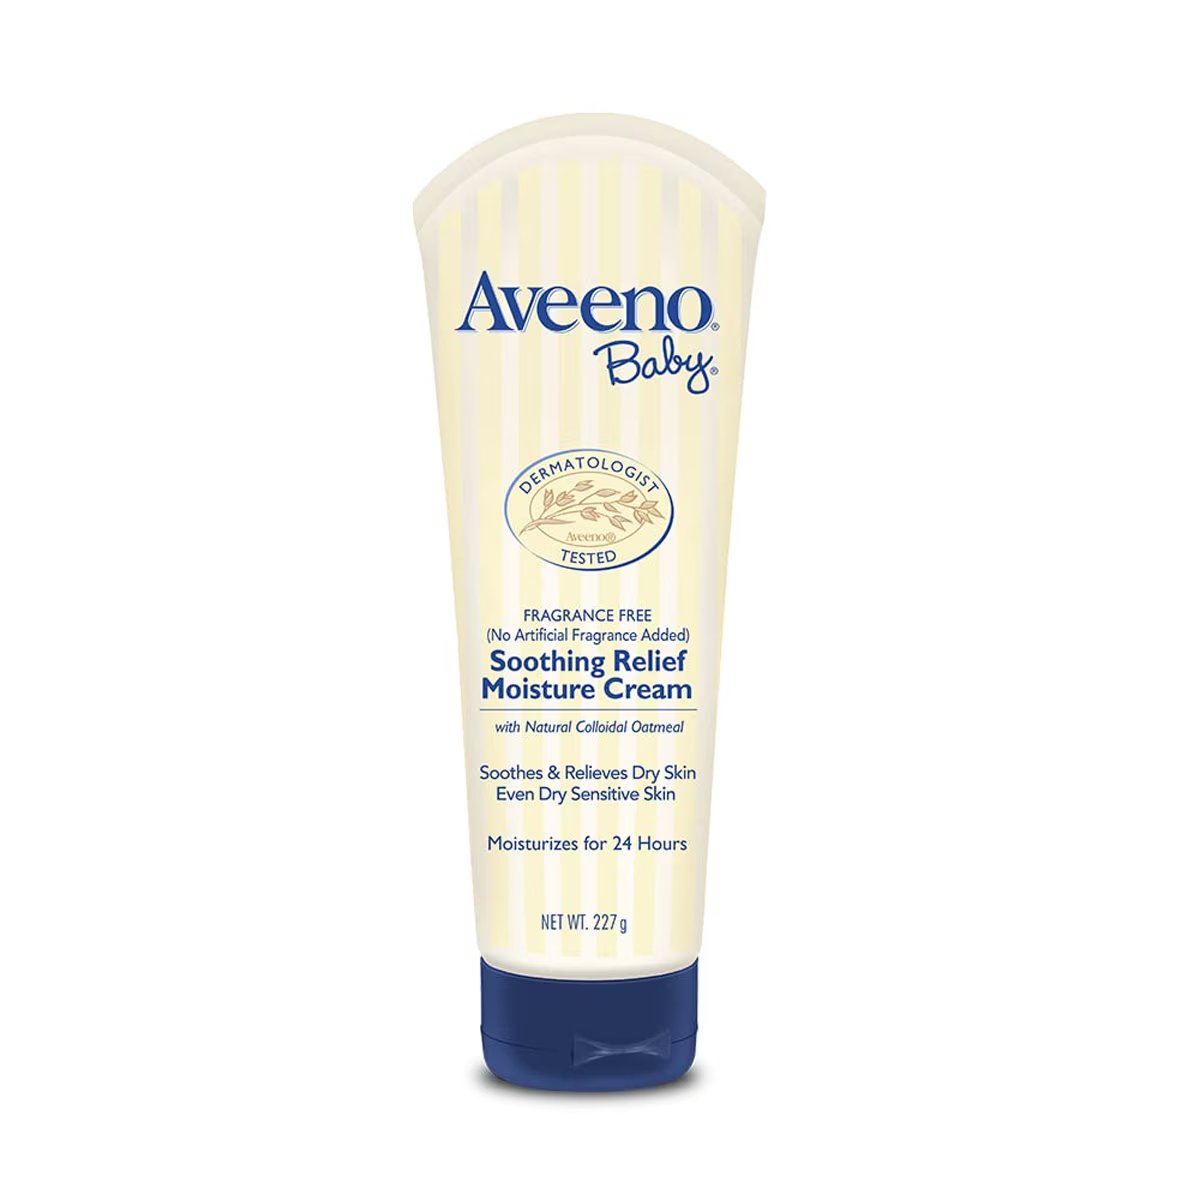 Aveeno®
Baby®
DERMATOLOGIST
Aveeno®
TESTED
FRAGRANCE FREE
(No Artificial Fragrance Added)
Soothing Relief
Moisture Cream
with Natural Colloidal Oatmeal
Soothes & Relieves Dry Skin
Even Dry Sensitive Skin
Moisturizes for 24 Hours
NET WT. 227 g